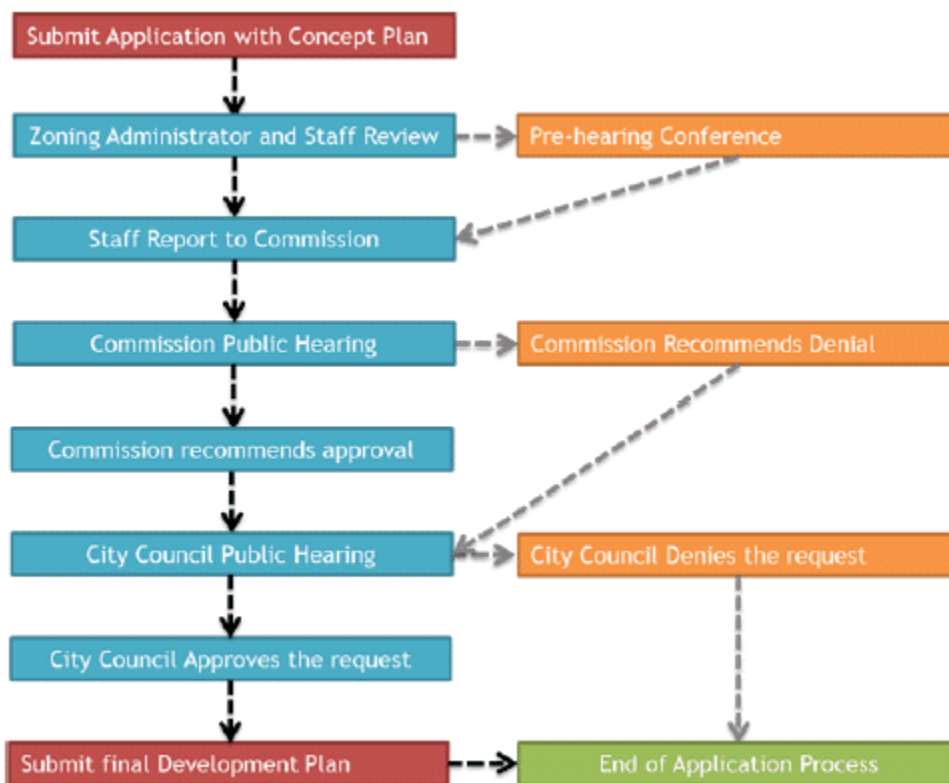 Submit Application with Concept Plan
Zoning Administrator and Staff Review
Pre-hearing Conference
Staff Report to Commission
Commission Public Hearing
Commission Recommends Denial
Commission recommends approval
City Council Public Hearing
City Council Denies the request
City Council Approves the request
Submit final Development Plan
End of Application Process